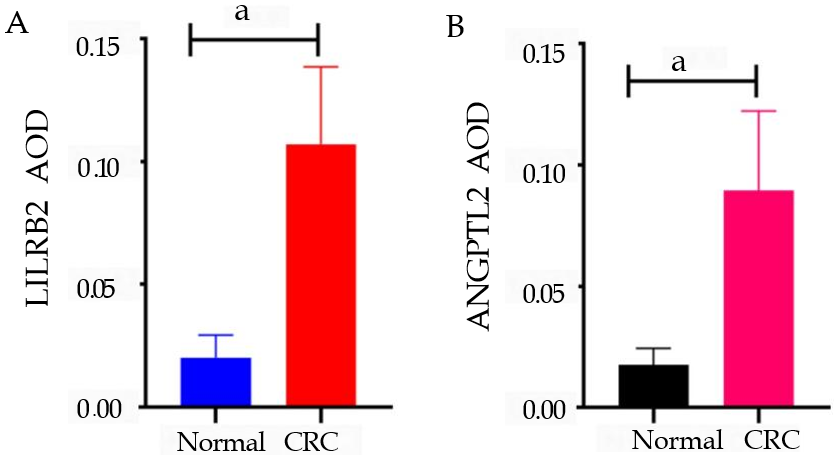 A
a
0.15
0.10
0.05
0.00
LILRB2 AOD
Normal CRC
B
a
0.15
0.10
0.05
0.00
ANGPTL2 AOD
Normal CRC